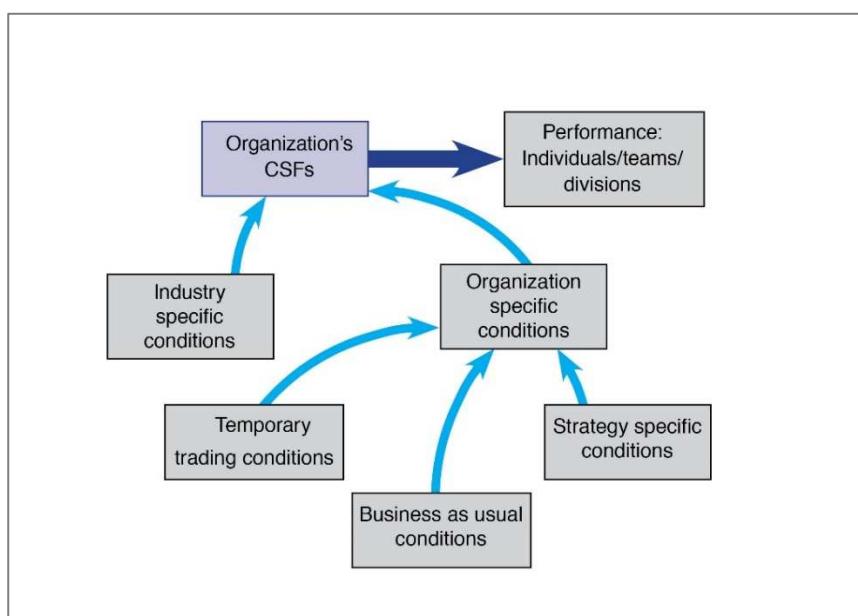 Organization's
CSFs
Performance:
Individuals/teams/
divisions
Industry
specific
conditions
Organization
specific
conditions
Temporary
trading conditions
Strategy specific
conditions
Business as usual
conditions